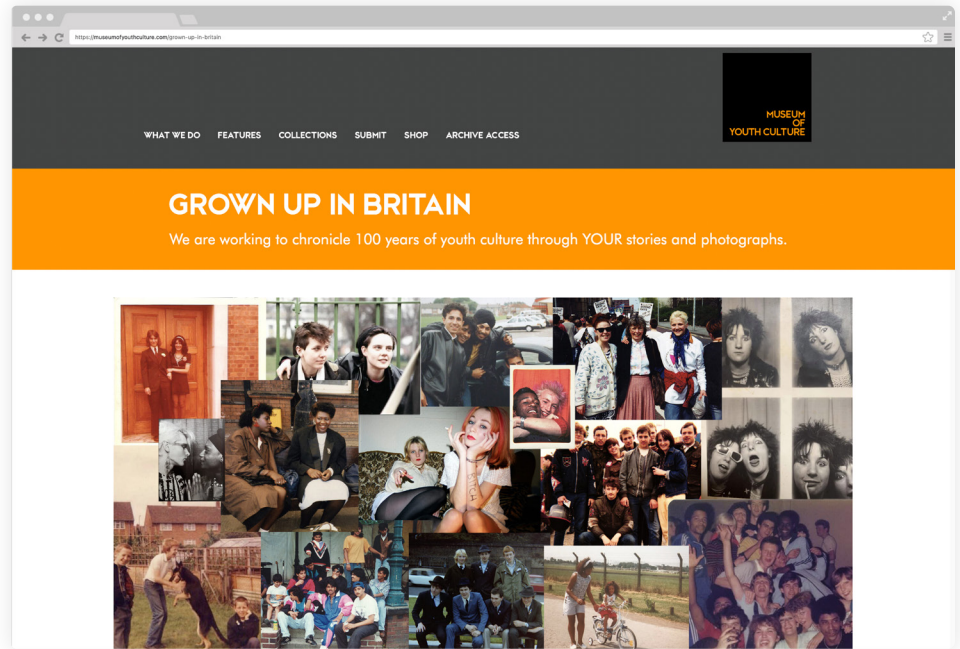 https://museumofyouthculture.com/grown-up-in-britain
MUSEUM
OF
YOUTH CULTURE
WHAT WE DO FEATURES COLLECTIONS SUBMIT SHOP ARCHIVE ACCESS
GROWN UP IN BRITAIN
We are working to chronicle 100 years of youth culture through YOUR stories and photographs.